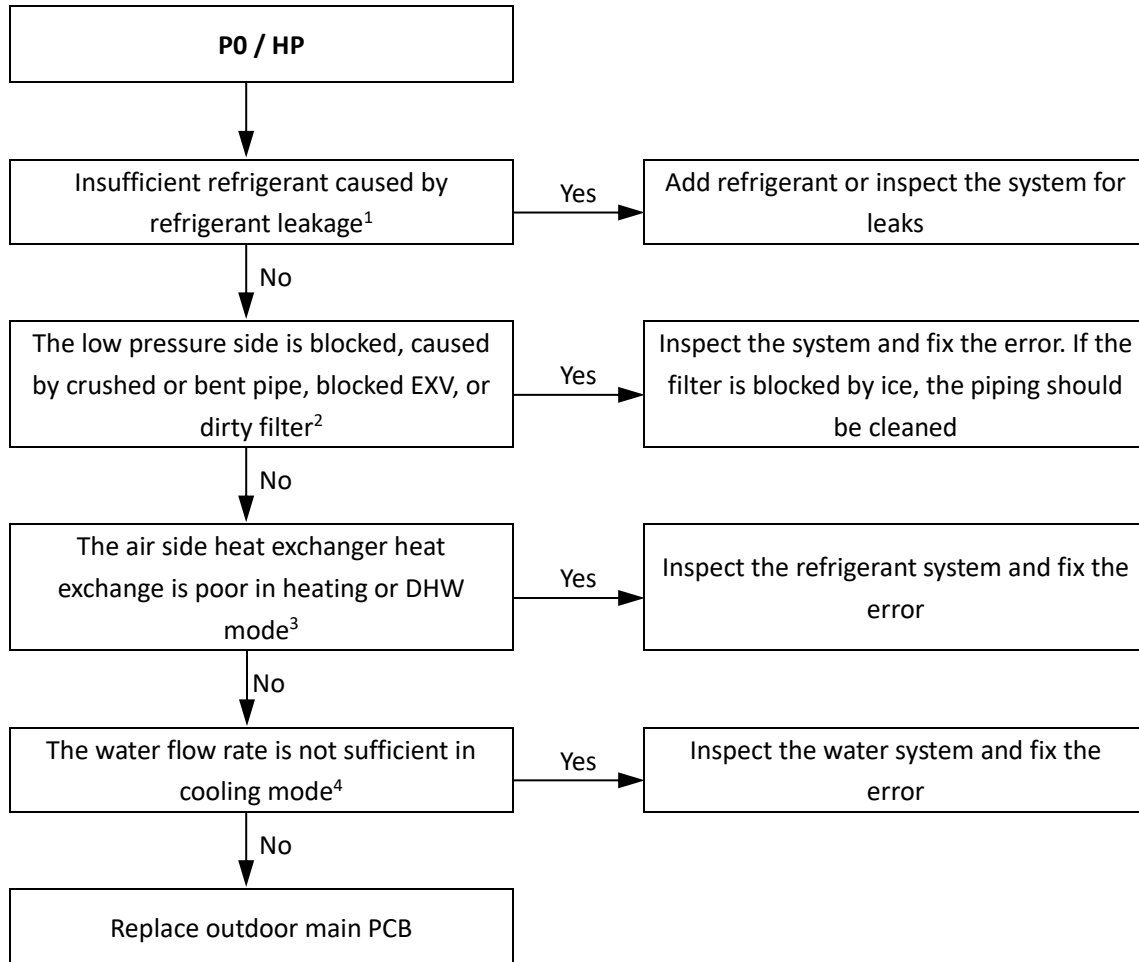 P0 / HP
Insufficient refrigerant caused by
refrigerant leakage¹
Yes
Add refrigerant or inspect the system for
leaks
No
The low pressure side is blocked, caused
by crushed or bent pipe, blocked EXV, or
dirty filter²
Yes
Inspect the system and fix the error. If the
filter is blocked by ice, the piping should
be cleaned
No
The air side heat exchanger heat
exchange is poor in heating or DHW
mode³
Yes
Inspect the refrigerant system and fix the
error
No
The water flow rate is not sufficient in
cooling mode⁴
Yes
Inspect the water system and fix the
error
No
Replace outdoor main PCB